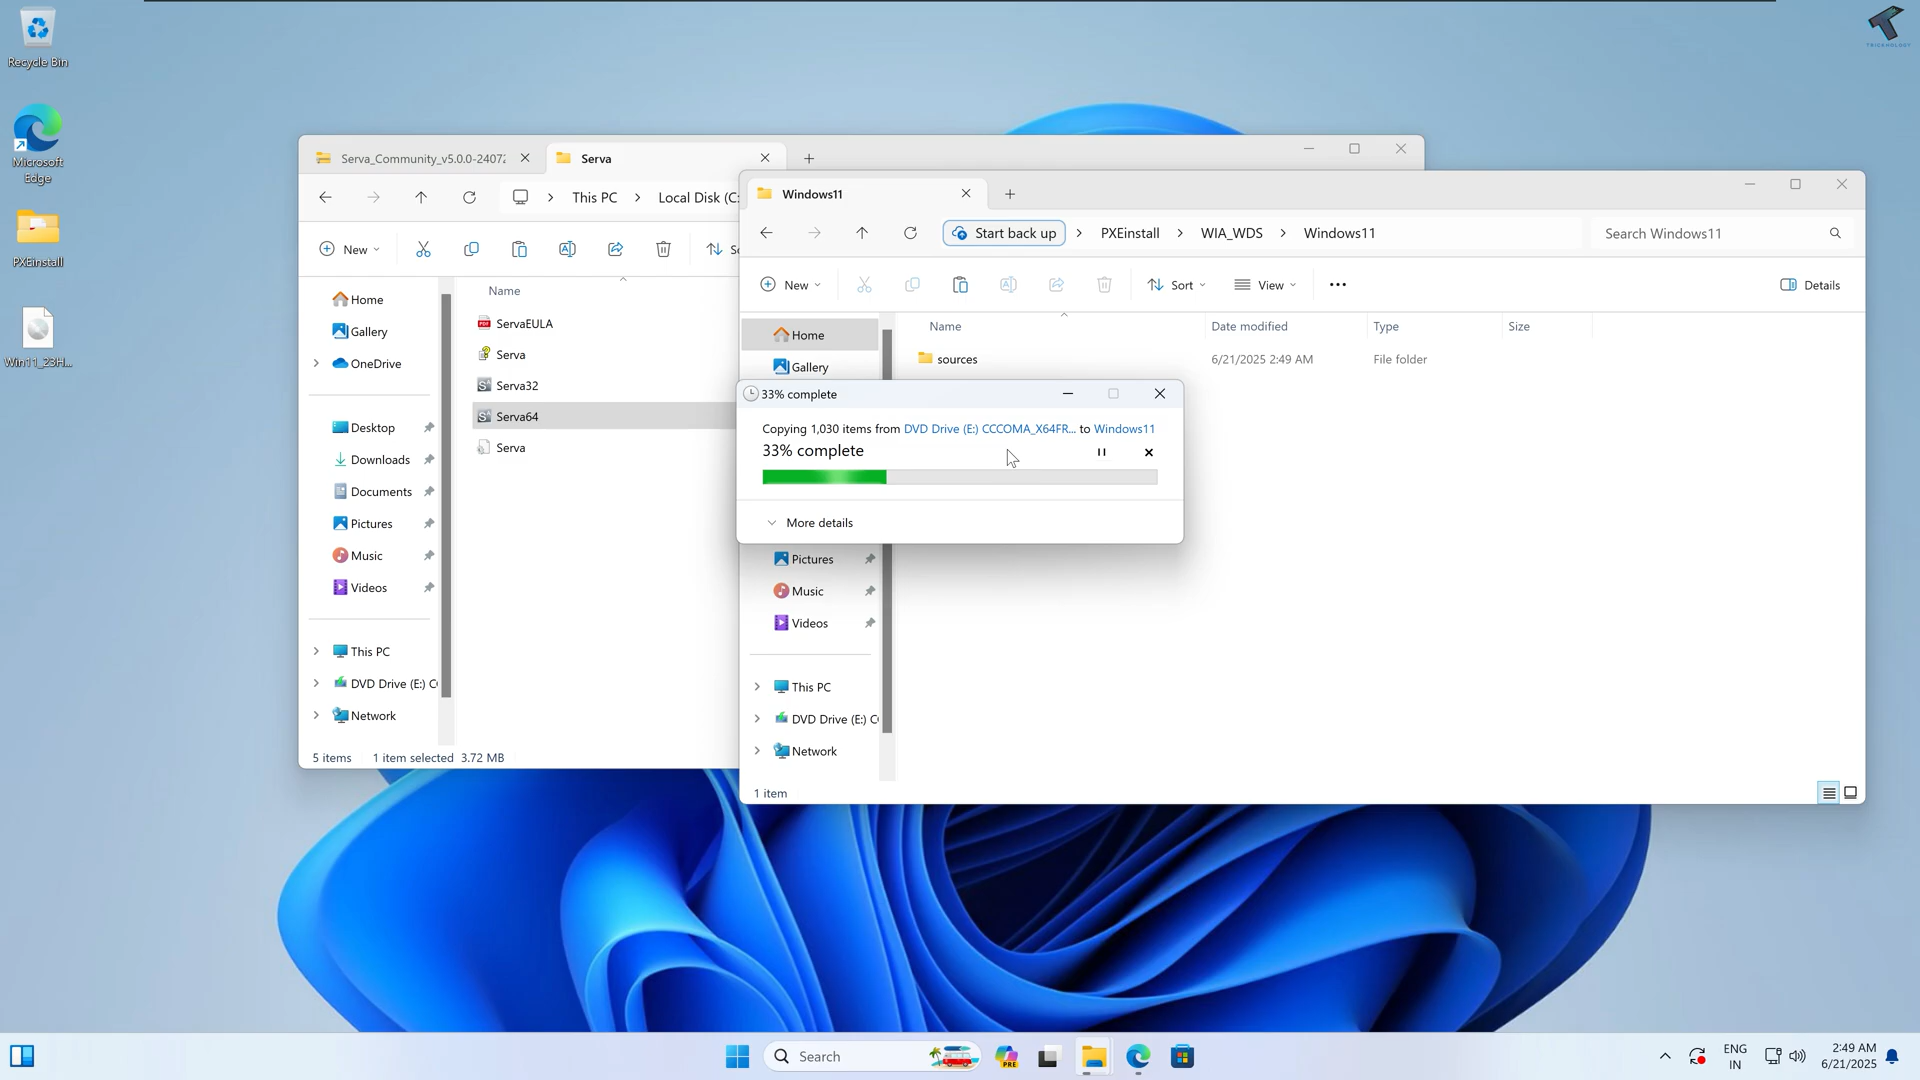 Recycle Bin
Microsoft
Edge
PXEinstall
Win11_23H...
TRICKNOLOGY
Serva_Community_v5.0.0-24072
Serva
This PC
Local Disk (C:
New
Name
Home
Gallery
OneDrive
Desktop
Downloads
Documents
Pictures
Music
Videos
This PC
DVD Drive (E:) C
Network
ServaEULA
Serva
Serva32
Serva64
Serva
5 items 1 item selected 3.72 MB
Windows11
Start back up > PXEinstall > WIA_WDS > Windows11
Search Windows11
New
Sort
View
Details
Name
Date modified
Type
Size
Home
Gallery
sources
6/21/2025 2:49 AM
File folder
33% complete
Copying 1,030 items from DVD Drive (E:) CCCOMA_X64FR... to Windows11
33% complete
More details
Pictures
Music
Videos
This PC
DVD Drive (E:) C
Network
1 item
Search
PRE
ENG
IN
2:49 AM
6/21/2025